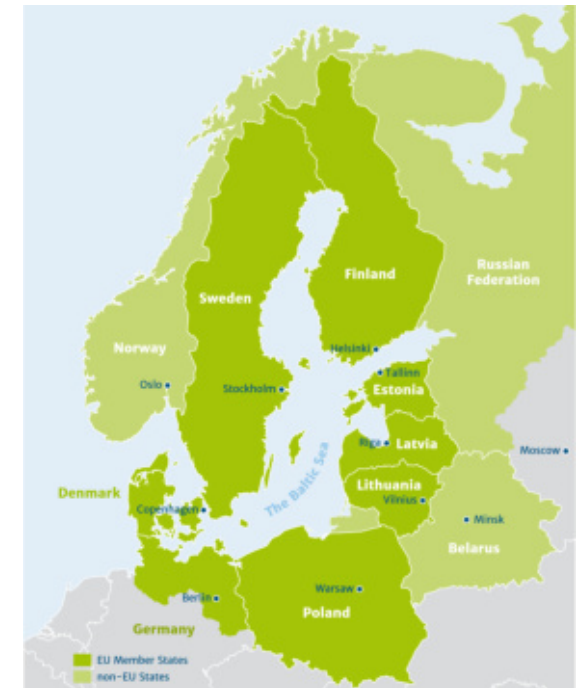 Russian
Federation
Finland
Sweden
Norway
Helsinki
Tallinn
Oslo
Stockholm
Estonia
Riga
Latvia
Moscow
The Baltic Sea
Lithuania
Denmark
Vilnius
Copenhagen
Minsk
Belarus
Warsaw
Berlin
Poland
Germany
EU Member States
non-EU States